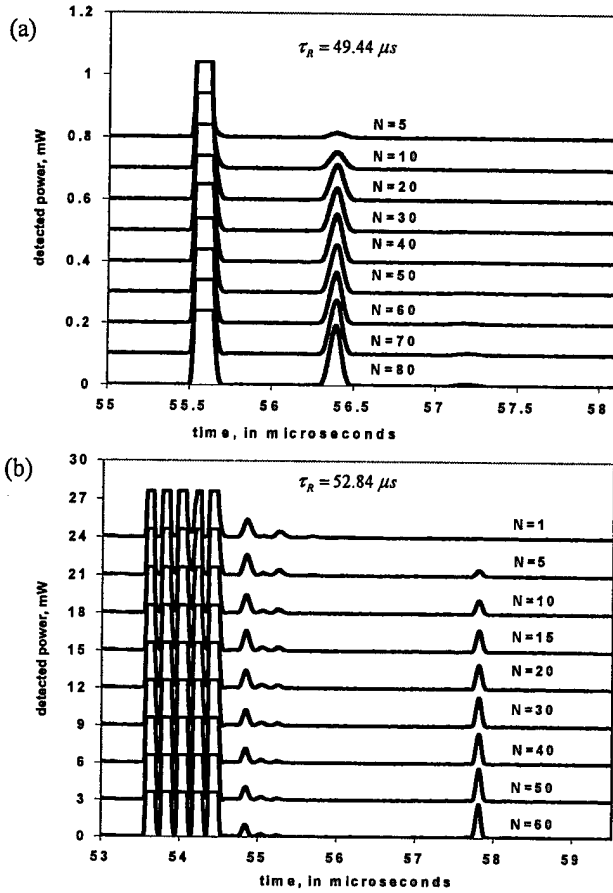 (a)
1.2
1
0.8
0.6
0.4
0.2
0
detected power, mW
τR = 49.44 μs
N=5
N=10
N=20
N=30
N=40
N=50
N=60
N=70
N=80
55 55.5 56 56.5 57 57.5 58
time, in microseconds
(b)
30
27
24
21
18
15
12
9
6
3
0
detected power, mW
τR = 52.84 μs
N=1
N=5
N=10
N=15
N=20
N=30
N=40
N=50
N=60
53 54 55 56 57 58 59
time, in microseconds